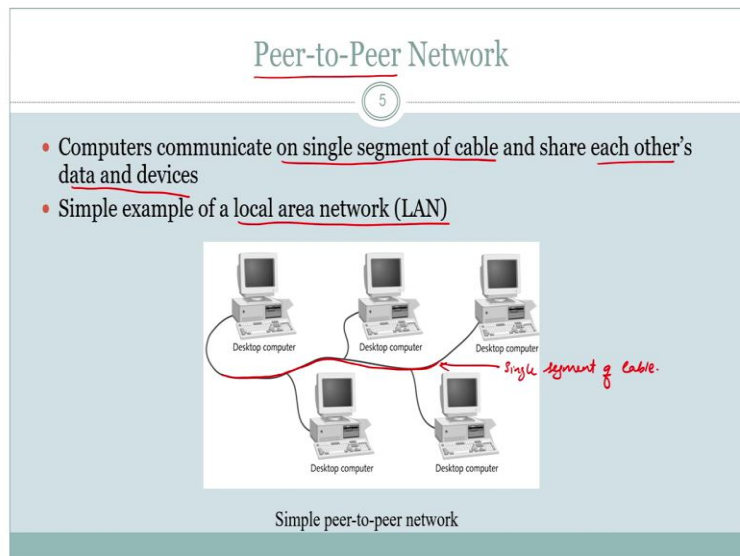 Peer-to-Peer Network
5
• Computers communicate on single segment of cable and share each other's
data and devices
• Simple example of a local area network (LAN)
Desktop computer
Desktop computer
Desktop computer
Single segment of cable.
Desktop computer
Desktop computer
Simple peer-to-peer network